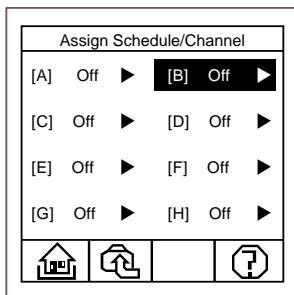 Assign Schedule/Channel
[A] Off ▶ [B] Off ▶
[C] Off ▶ [D] Off ▶
[E] Off ▶ [F] Off ▶
[G] Off ▶ [H] Off ▶
?